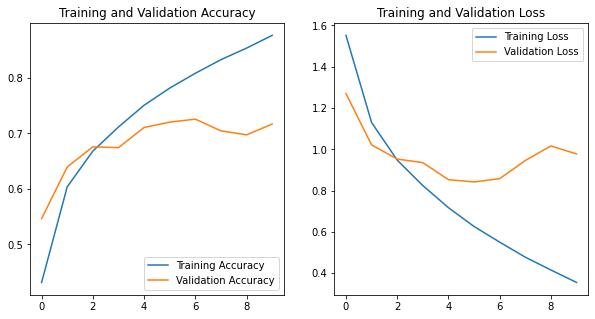 Training and Validation Accuracy
0.8
0.7
0.6
0.5
0 2 4 6 8
Training Accuracy
Validation Accuracy
Training and Validation Loss
1.6
1.4
1.2
1.0
0.8
0.6
0.4
0 2 4 6 8
Training Loss
Validation Loss